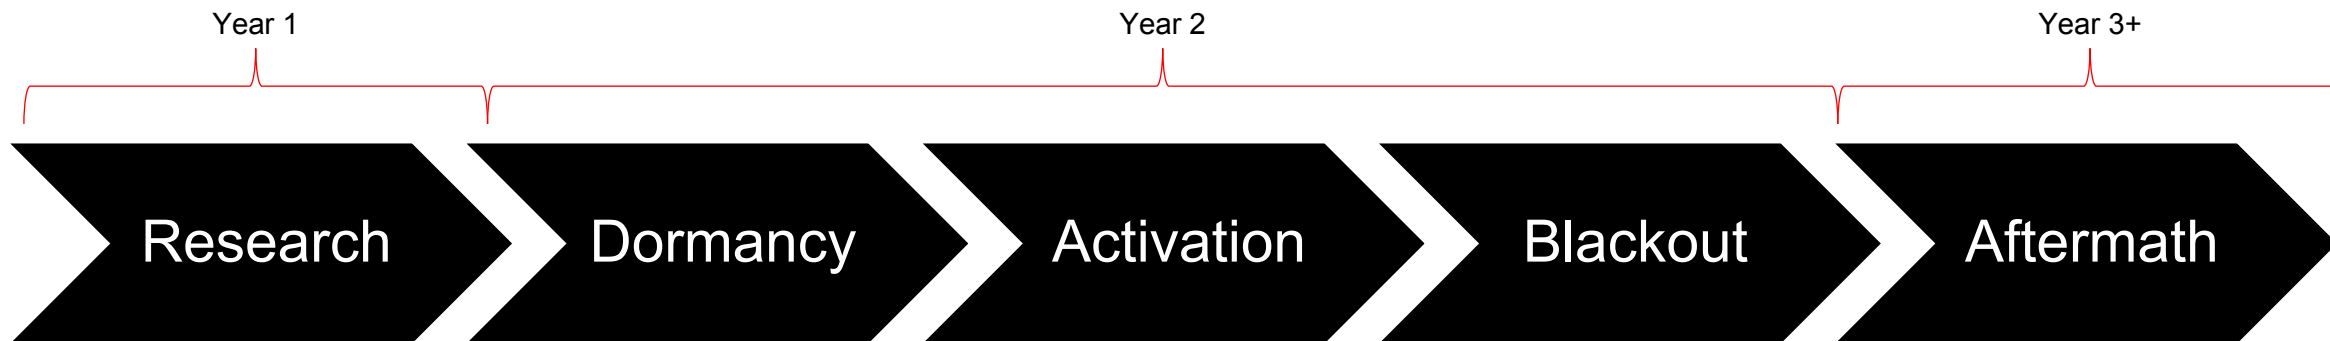 Year 1
Year 2
Year 3+
Research
Dormancy
Activation
Blackout
Aftermath